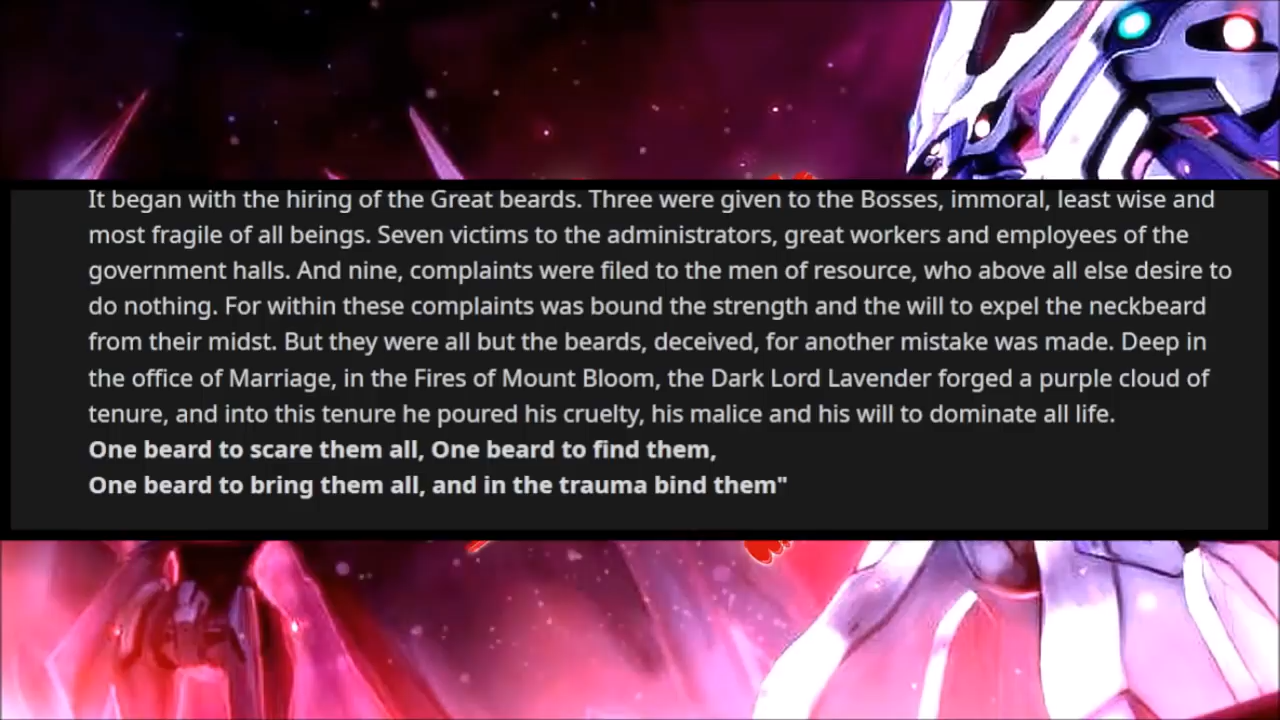 It began with the hiring of the Great beards. Three were given to the Bosses, immoral, least wise and
most fragile of all beings. Seven victims to the administrators, great workers and employees of the
government halls. And nine, complaints were filed to the men of resource, who above all else desire to
do nothing. For within these complaints was bound the strength and the will to expel the neckbeard
from their midst. But they were all but the beards, deceived, for another mistake was made. Deep in
the office of Marriage, in the Fires of Mount Bloom, the Dark Lord Lavender forged a purple cloud of
tenure, and into this tenure he poured his cruelty, his malice and his will to dominate all life.
One beard to scare them all, One beard to find them,
One beard to bring them all, and in the trauma bind them"